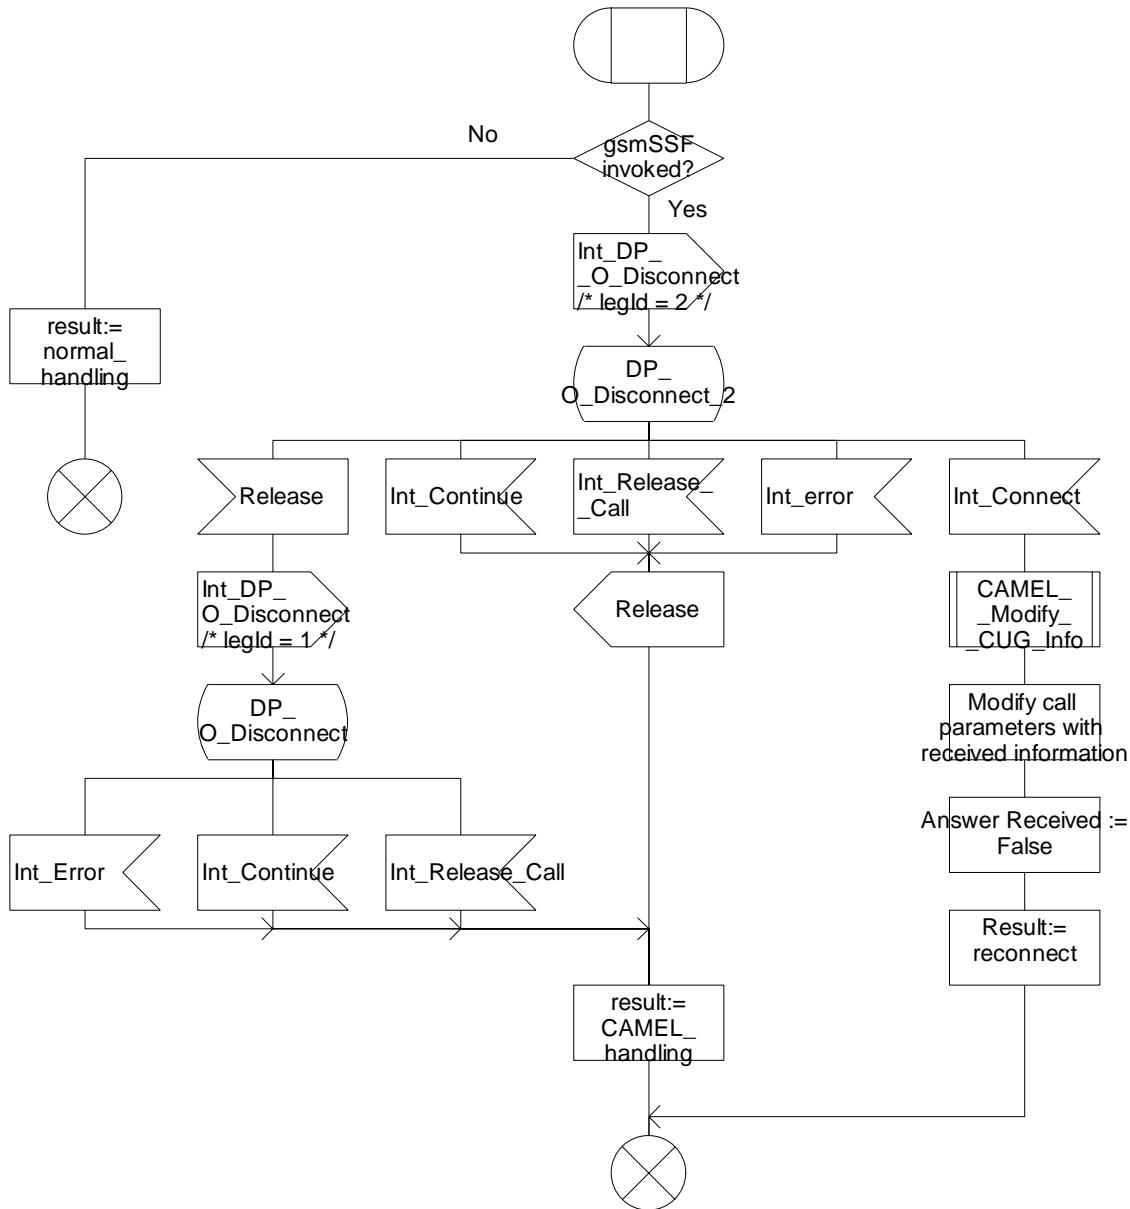 No
gsmSSF
invoked?
Yes
Int_DP_
_O_Disconnect
/* legId = 2 */
result:=
normal_
handling
DP_
O_Disconnect_2
Release
Int_Continue
Int_Release_
_Call
Int_error
Int_Connect
Int_DP_
O_Disconnect
/* legId = 1 */
Release
CAMEL_
_Modify_
_CUG_Info
DP_
O_Disconnect
Modify call
parameters with
received information
Answer Received :=
False
Int_Error
Int_Continue
Int_Release_Call
Result:=
reconnect
result:=
CAMEL_
handling